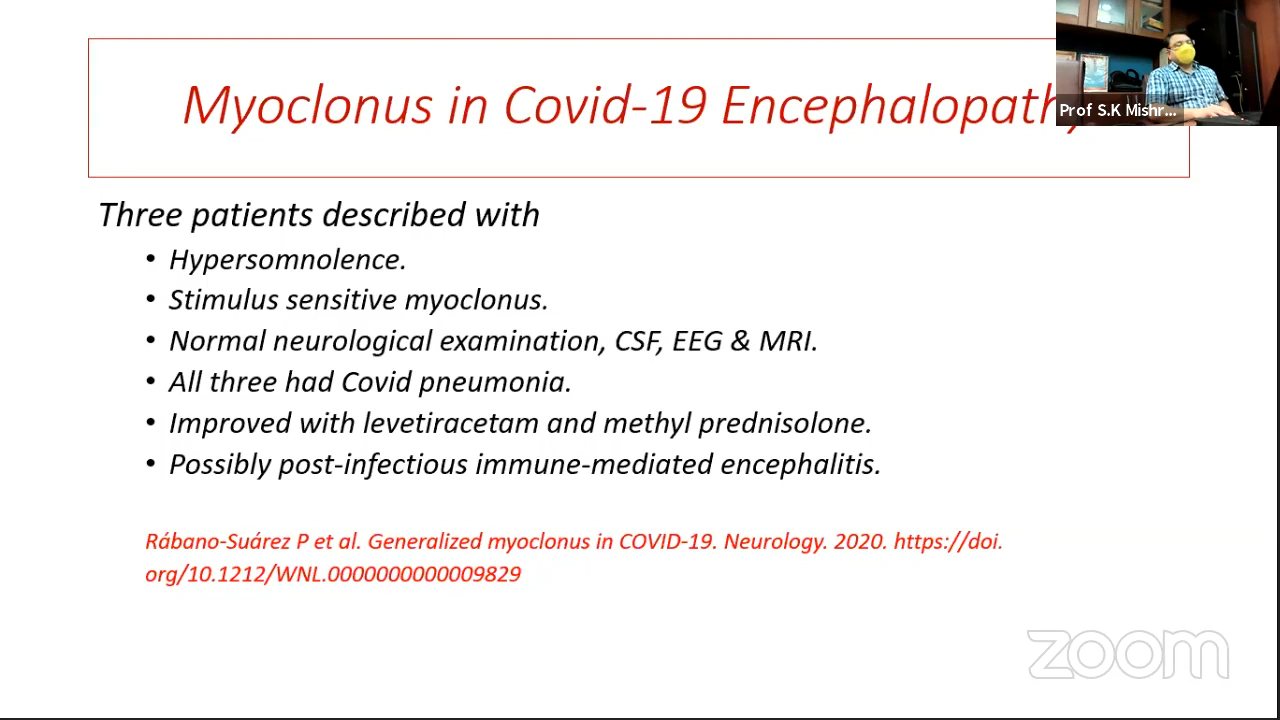 Myoclonus in Covid-19 Encephalopathy
Prof S.K Mishr...
Three patients described with
• Hypersomnolence.
• Stimulus sensitive myoclonus.
• Normal neurological examination, CSF, EEG & MRI.
• All three had Covid pneumonia.
• Improved with levetiracetam and methyl prednisolone.
• Possibly post-infectious immune-mediated encephalitis.
Rábano-Suárez P et al. Generalized myoclonus in COVID-19. Neurology. 2020. https://doi.
org/10.1212/WNL.0000000000009829
zoom